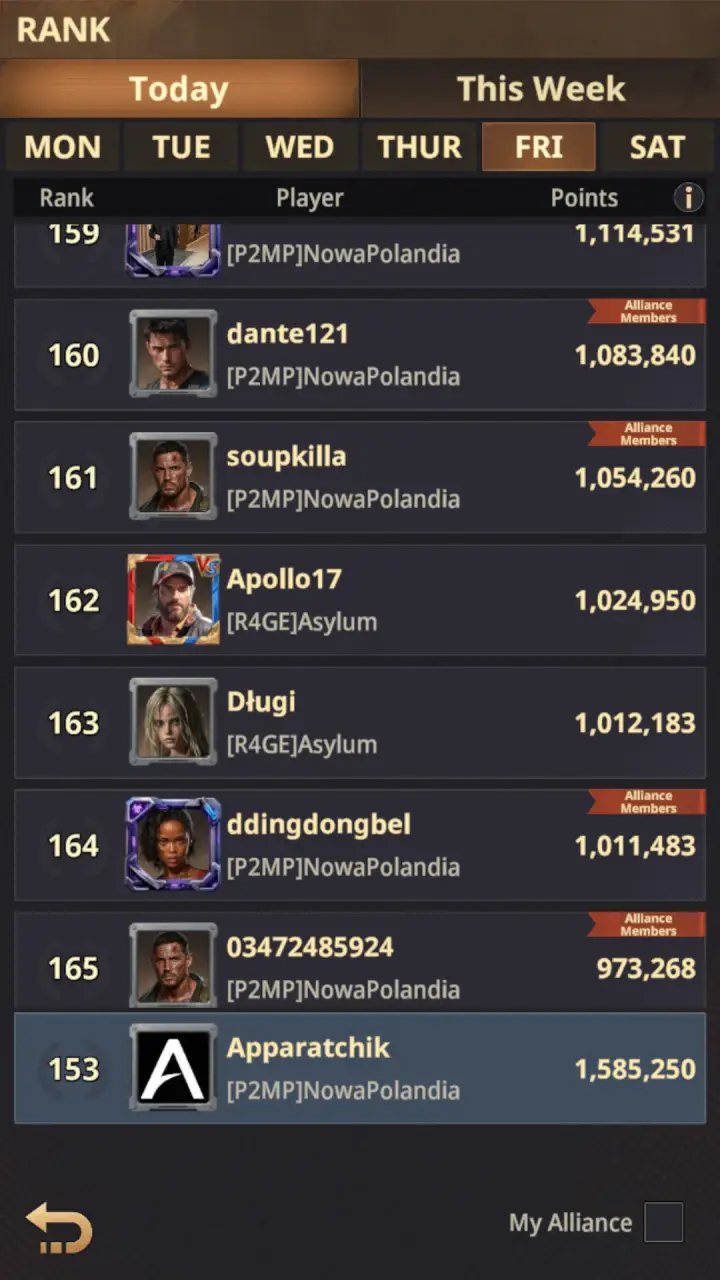 RANK
Today
This Week
MON
TUE
WED
THUR
FRI
SAT
Rank
Player
Points
i
159
[P2MP]NowaPolandia
1,114,531
Alliance
Members
160
dante121
[P2MP]NowaPolandia
1,083,840
Alliance
Members
161
soupkilla
[P2MP]NowaPolandia
1,054,260
162
VS
Apollo17
[R4GE]Asylum
1,024,950
163
Długi
[R4GE]Asylum
1,012,183
Alliance
Members
164
ddingdongbel
[P2MP]NowaPolandia
1,011,483
Alliance
Members
165
03472485924
[P2MP]NowaPolandia
973,268
153
A
Apparatchik
[P2MP]NowaPolandia
1,585,250
My Alliance